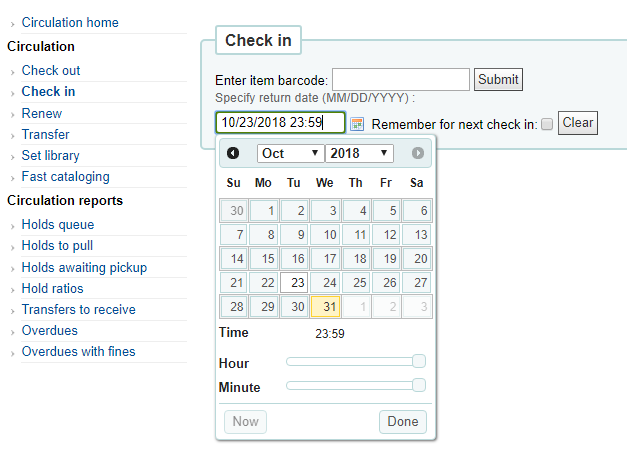 Circulation home
Circulation
Check out
Check in
Renew
Transfer
Set library
Fast cataloging
Circulation reports
Holds queue
Holds to pull
Holds awaiting pickup
Hold ratios
Transfers to receive
Overdues
Overdues with fines
Check in
Enter item barcode: Submit
Specify return date (MM/DD/YYYY) :
10/23/2018 23:59 Remember for next check in: Clear
Oct 2018
Su Mo Tu We Th Fr Sa
30 1 2 3 4 5 6
7 8 9 10 11 12 13
14 15 16 17 18 19 20
21 22 23 24 25 26 27
28 29 30 31 1 2 3
Time 23:59
Hour
Minute
Now Done